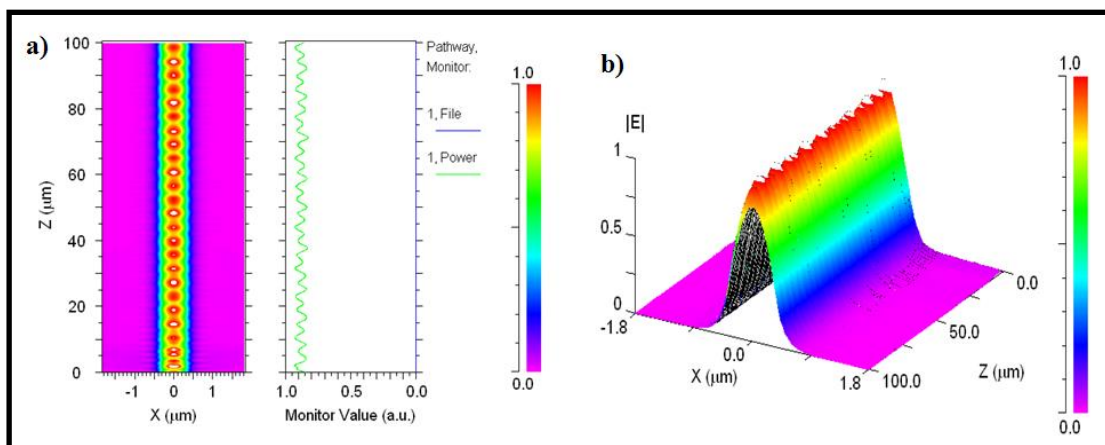 a)
100
80
60
40
20
0
Z (μm)
-1 0 1
X (μm)
1.0 0.5 0.0
Monitor Value (a.u.)
Pathway,
Monitor:
1, File
1, Power
1.0
0.0
b)
|E|
1
0.5
0
-1.8
0.0
1.8
X (μm)
0.0
50.0
100.0
Z (μm)
1.0
0.0